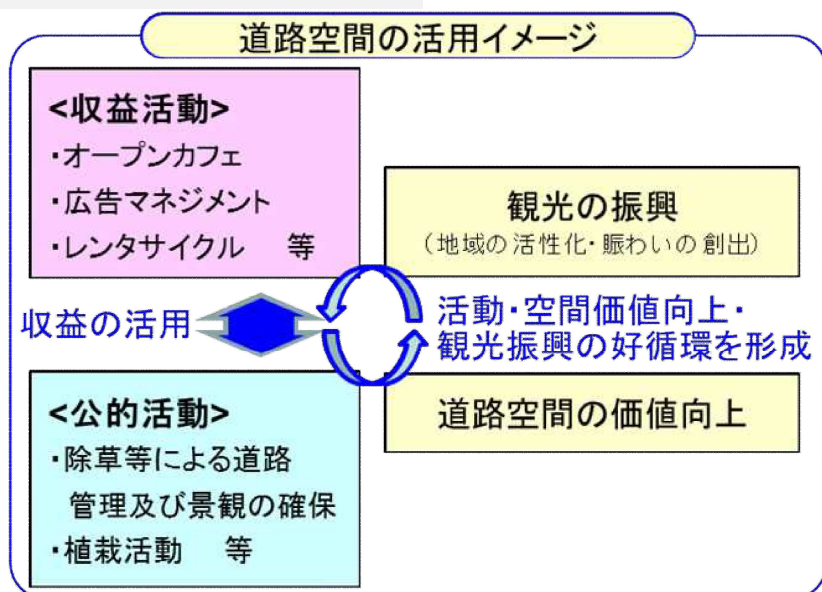 道路空間の活用イメージ
<収益活動>
・オープンカフェ
・広告マネジメント
・レンタサイクル　等
観光の振興
（地域の活性化・賑わいの創出）
収益の活用
活動・空間価値向上・
観光振興の好循環を形成
<公的活動>
・除草等による道路
管理及び景観の確保
・植栽活動　等
道路空間の価値向上